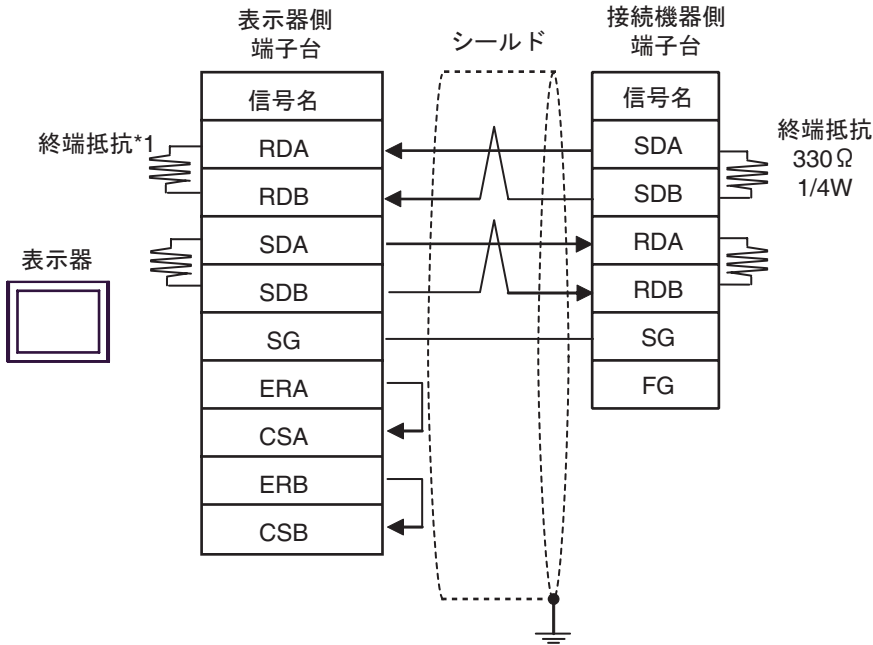 表示器側
端子台
シールド
接続機器側
端子台
信号名
信号名
終端抵抗*1
RDA
SDA
終端抵抗
330Ω
1/4W
RDB
SDB
表示器
SDA
RDA
SDB
RDB
SG
SG
ERA
FG
CSA
ERB
CSB